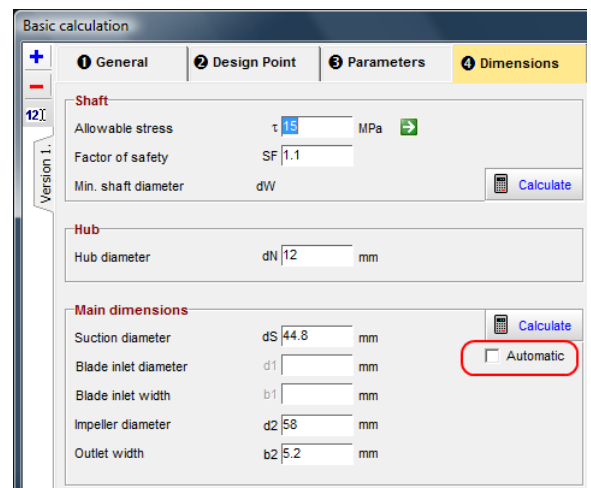 Basic calculation
❶ General ❷ Design Point ❸ Parameters ❹ Dimensions
Shaft
Allowable stress τ 15 MPa
Factor of safety SF 1.1
Min. shaft diameter dW Calculate
Hub
Hub diameter dN 12 mm
Main dimensions
Calculate
Suction diameter dS 44.8 mm
Automatic
Blade inlet diameter d1 mm
Blade inlet width b1 mm
Impeller diameter d2 58 mm
Outlet width b2 5.2 mm
12
Version 1.